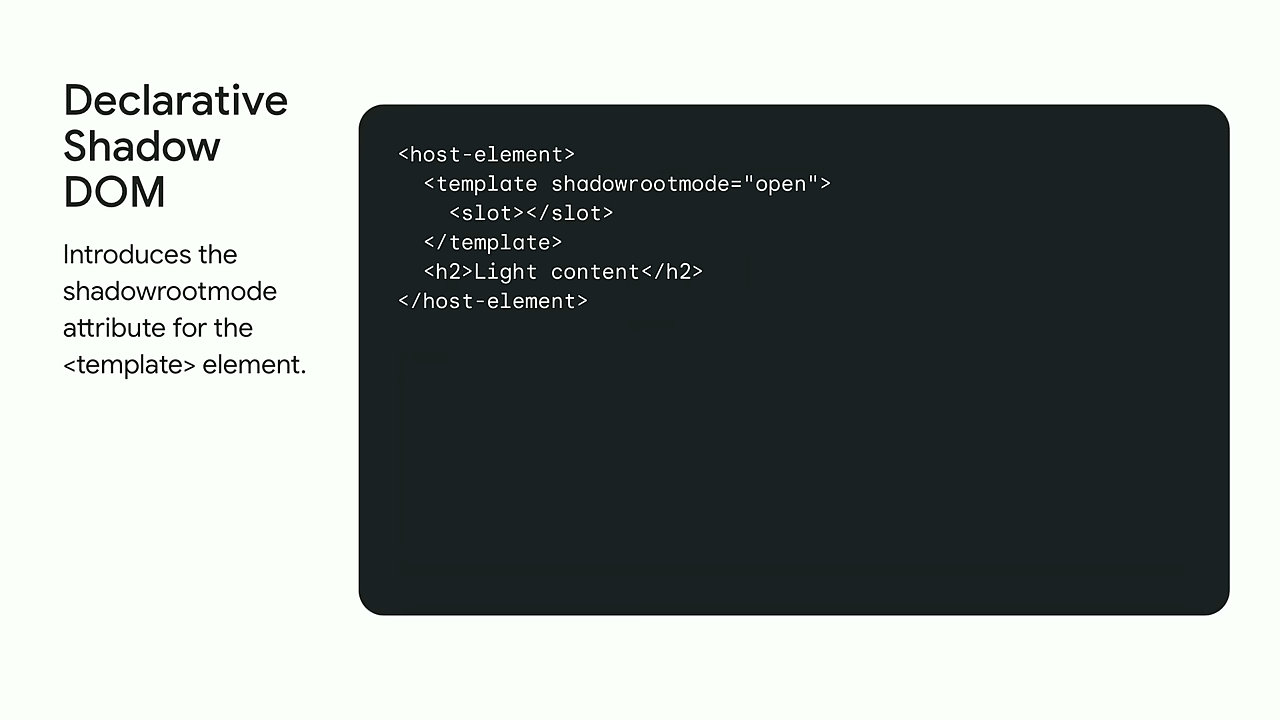 Declarative
Shadow
DOM
Introduces the
shadowrootmode
attribute for the
<template> element.
<host-element>
  <template shadowrootmode="open">
    <slot></slot>
  </template>
  <h2>Light content</h2>
</host-element>